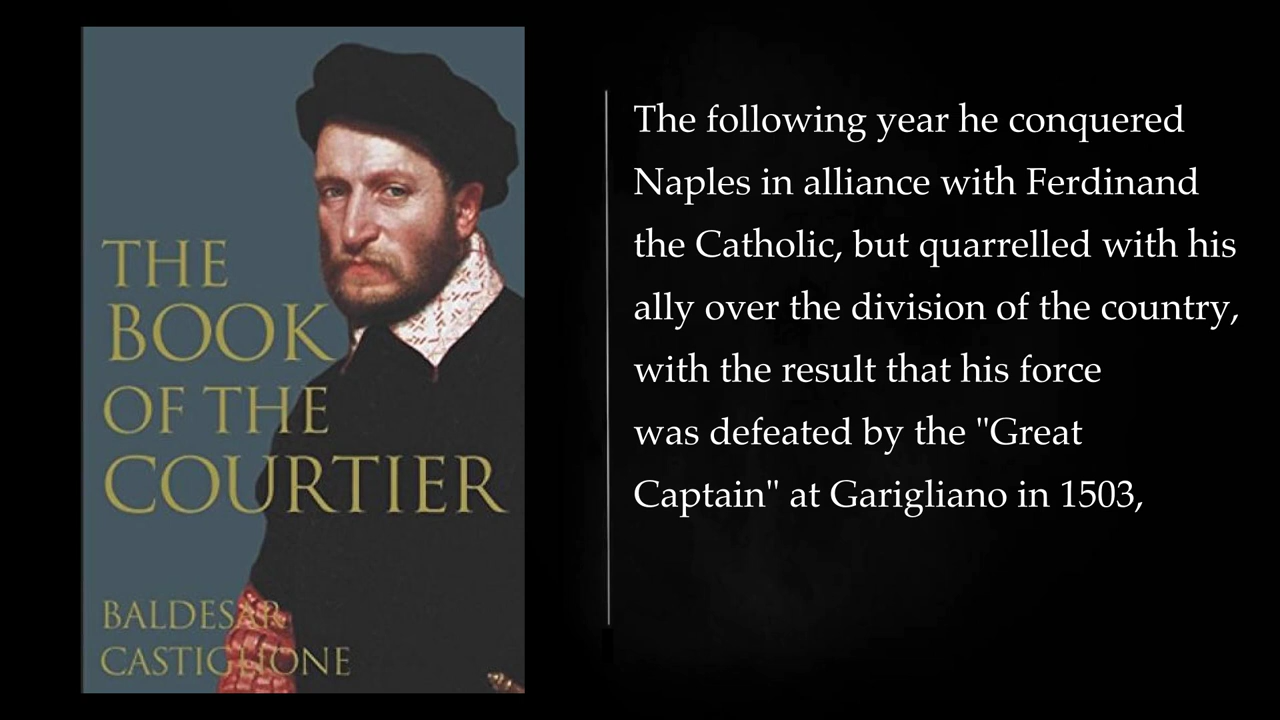 THE
BOOK
OF THE
COURTIER
BALDESAR
CASTIGLIONE
The following year he conquered
Naples in alliance with Ferdinand
the Catholic, but quarrelled with his
ally over the division of the country,
with the result that his force
was defeated by the "Great
Captain" at Garigliano in 1503,